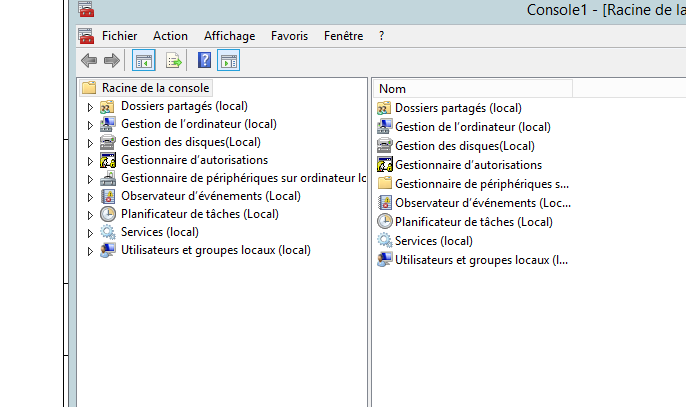 Console1 - [Racine de la
Fichier Action Affichage Favoris Fenêtre ?
Racine de la console
Dossiers partagés (local)
Gestion de l'ordinateur (local)
Gestion des disques(Local)
Gestionnaire d'autorisations
Gestionnaire de périphériques sur ordinateur lo
Observateur d'événements (Local)
Planificateur de tâches (Local)
Services (local)
Utilisateurs et groupes locaux (local)
Nom
Dossiers partagés (local)
Gestion de l'ordinateur (local)
Gestion des disques(Local)
Gestionnaire d'autorisations
Gestionnaire de périphériques s...
Observateur d'événements (Loc...
Planificateur de tâches (Local)
Services (local)
Utilisateurs et groupes locaux (l...